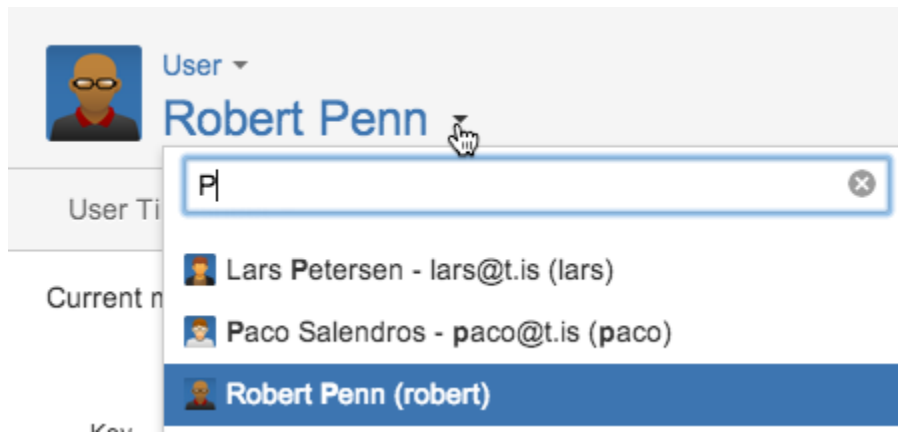 User
Robert Penn
P
User Ti
Lars Petersen - lars@t.is (lars)
Current n
Paco Salendros - paco@t.is (paco)
Robert Penn (robert)
Key